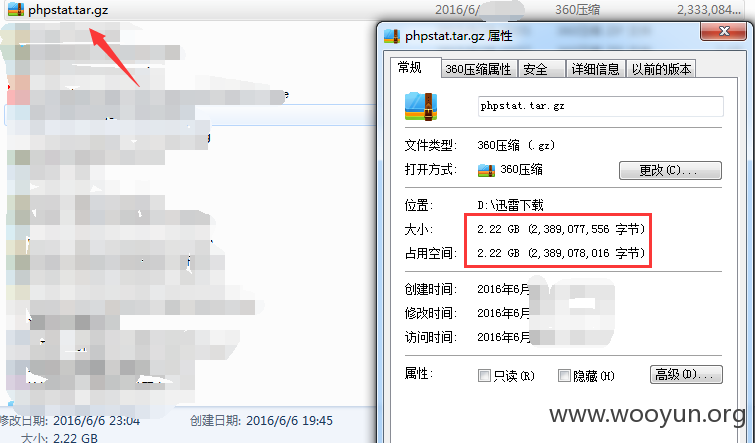 phpstat.tar.gz 2016/6/ 360压缩 2,333,084...
phpstat.tar.gz 属性
常规 360压缩属性 安全 详细信息 以前的版本
phpstat.tar.gz
文件类型: 360压缩 (.gz)
打开方式: 360压缩 更改(C)...
位置: D:\迅雷下载
大小: 2.22 GB (2,389,077,556 字节)
占用空间: 2.22 GB (2,389,078,016 字节)
创建时间: 2016年6月
修改时间: 2016年6月
访问时间: 2016年6月
属性: 只读(R) 隐藏(H) 高级(D)...
修改日期: 2016/6/6 23:04 创建日期: 2016/6/6 19:45
大小: 2.22 GB
www.wooyun.org